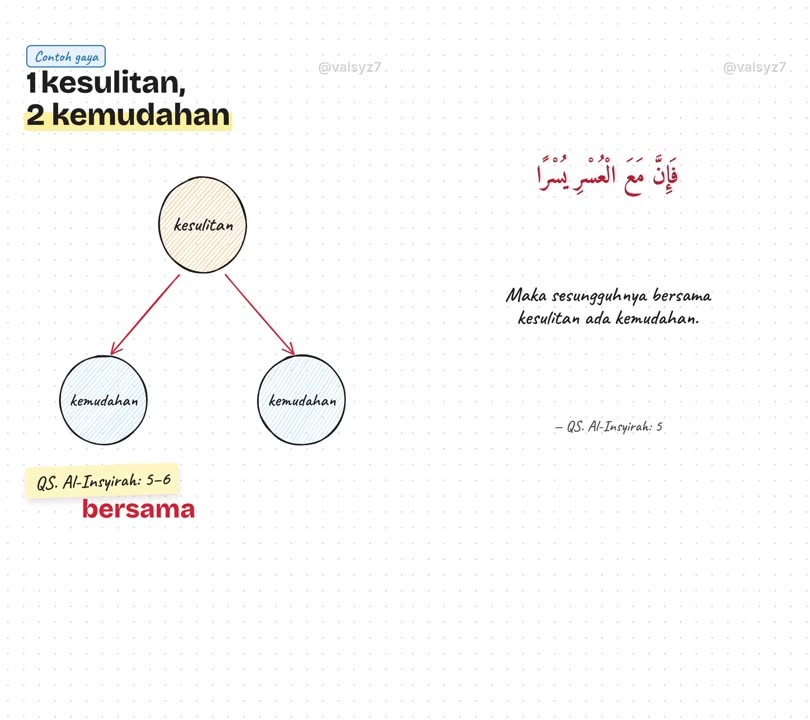 Contoh gaya
1 kesulitan,
2 kemudahan
@valsyz7
kesulitan
kemudahan
kemudahan
QS. Al-Insyirah: 5–6
bersama
@valsyz7
فَإِنَّ مَعَ الْعُسْرِ يُسْرًا
Maka sesungguhnya bersama
kesulitan ada kemudahan.
— QS. Al-Insyirah: 5